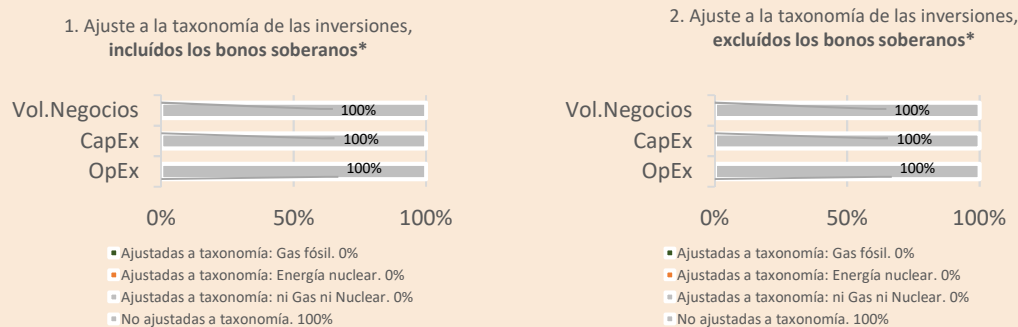 1. Ajuste a la taxonomía de las inversiones,
incluídos los bonos soberanos*
Vol.Negocios
100%
CapEx
100%
OpEx
100%
0%
50%
100%
Ajustadas a taxonomía: Gas fósil. 0%
Ajustadas a taxonomía: Energía nuclear. 0%
Ajustadas a taxonomía: ni Gas ni Nuclear. 0%
No ajustadas a taxonomía. 100%
2. Ajuste a la taxonomía de las inversiones,
excluídos los bonos soberanos*
Vol.Negocios
100%
CapEx
100%
OpEx
100%
0%
50%
100%
Ajustadas a taxonomía: Gas fósil. 0%
Ajustadas a taxonomía: Energía nuclear. 0%
Ajustadas a taxonomía: ni Gas ni Nuclear. 0%
No ajustadas a taxonomía. 100%